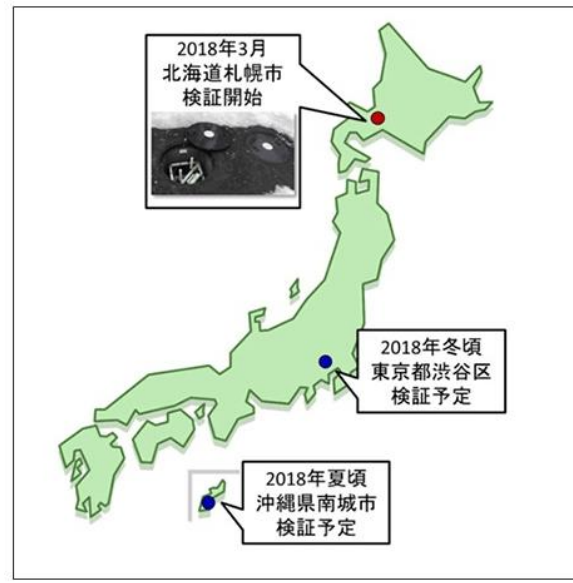 2018年3月
北海道札幌市
検証開始
2018年冬頃
東京都渋谷区
検証予定
2018年夏頃
沖縄県南城市
検証予定